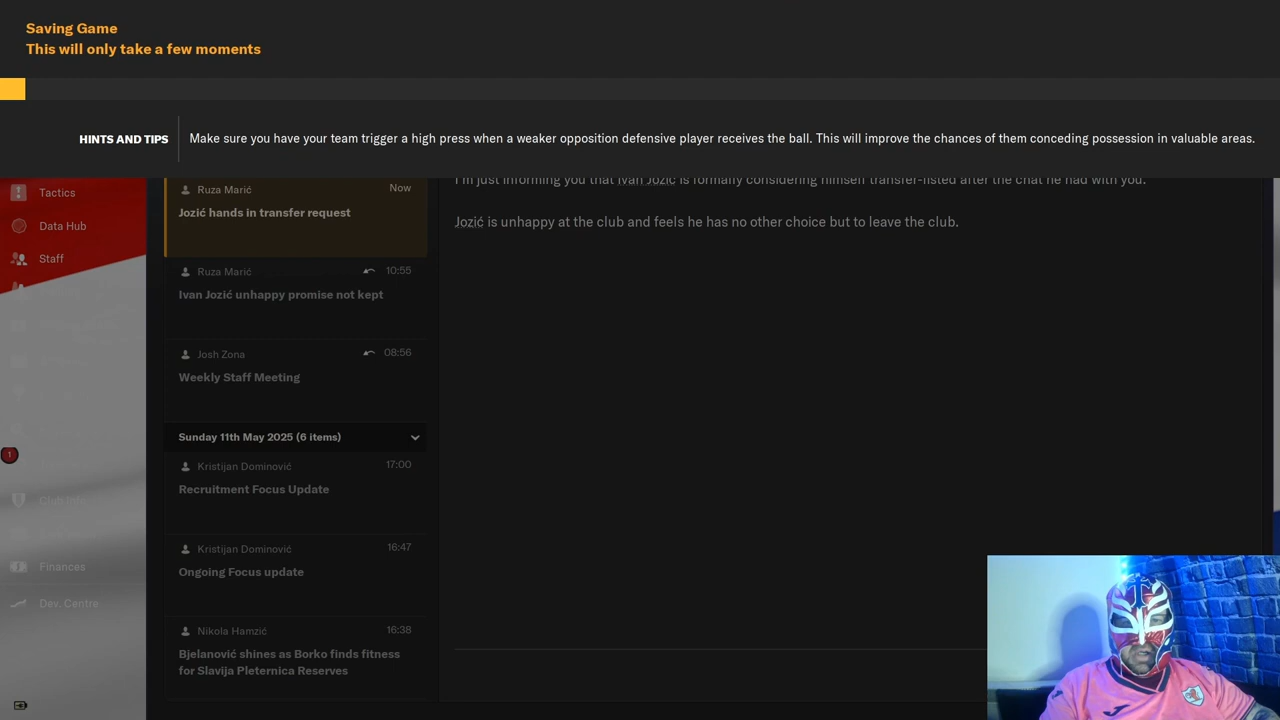 Saving Game
This will only take a few moments
HINTS AND TIPS
Make sure you have your team trigger a high press when a weaker opposition defensive player receives the ball. This will improve the chances of them conceding possession in valuable areas.
Tactics
Data Hub
Staff
Club Info
Finances
Dev. Centre
1
Ruza Marić
Now
Jozić hands in transfer request
Ruza Marić
10:55
Ivan Jozić unhappy promise not kept
Josh Zona
08:56
Weekly Staff Meeting
Sunday 11th May 2025 (6 items)
Kristijan Dominović
17:00
Recruitment Focus Update
Kristijan Dominović
16:47
Ongoing Focus update
Nikola Hamzić
16:38
Bjelanović shines as Borko finds fitness
for Slavija Pleternica Reserves
I'm just informing you that Ivan Jozić is formally considering himself transfer-listed after the chat he had with you.
Jozić is unhappy at the club and feels he has no other choice but to leave the club.